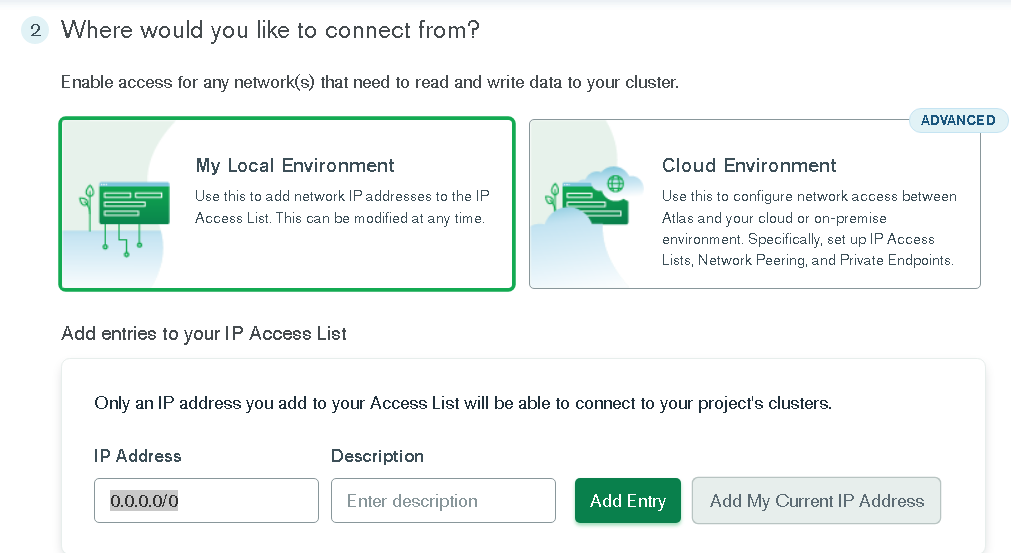 2 Where would you like to connect from?
Enable access for any network(s) that need to read and write data to your cluster.
My Local Environment
Use this to add network IP addresses to the IP
Access List. This can be modified at any time.
ADVANCED
Cloud Environment
Use this to configure network access between
Atlas and your cloud or on-premise
environment. Specifically, set up IP Access
Lists, Network Peering, and Private Endpoints.
Add entries to your IP Access List
Only an IP address you add to your Access List will be able to connect to your project's clusters.
IP Address Description
0.0.0.0/0 Enter description Add Entry Add My Current IP Address